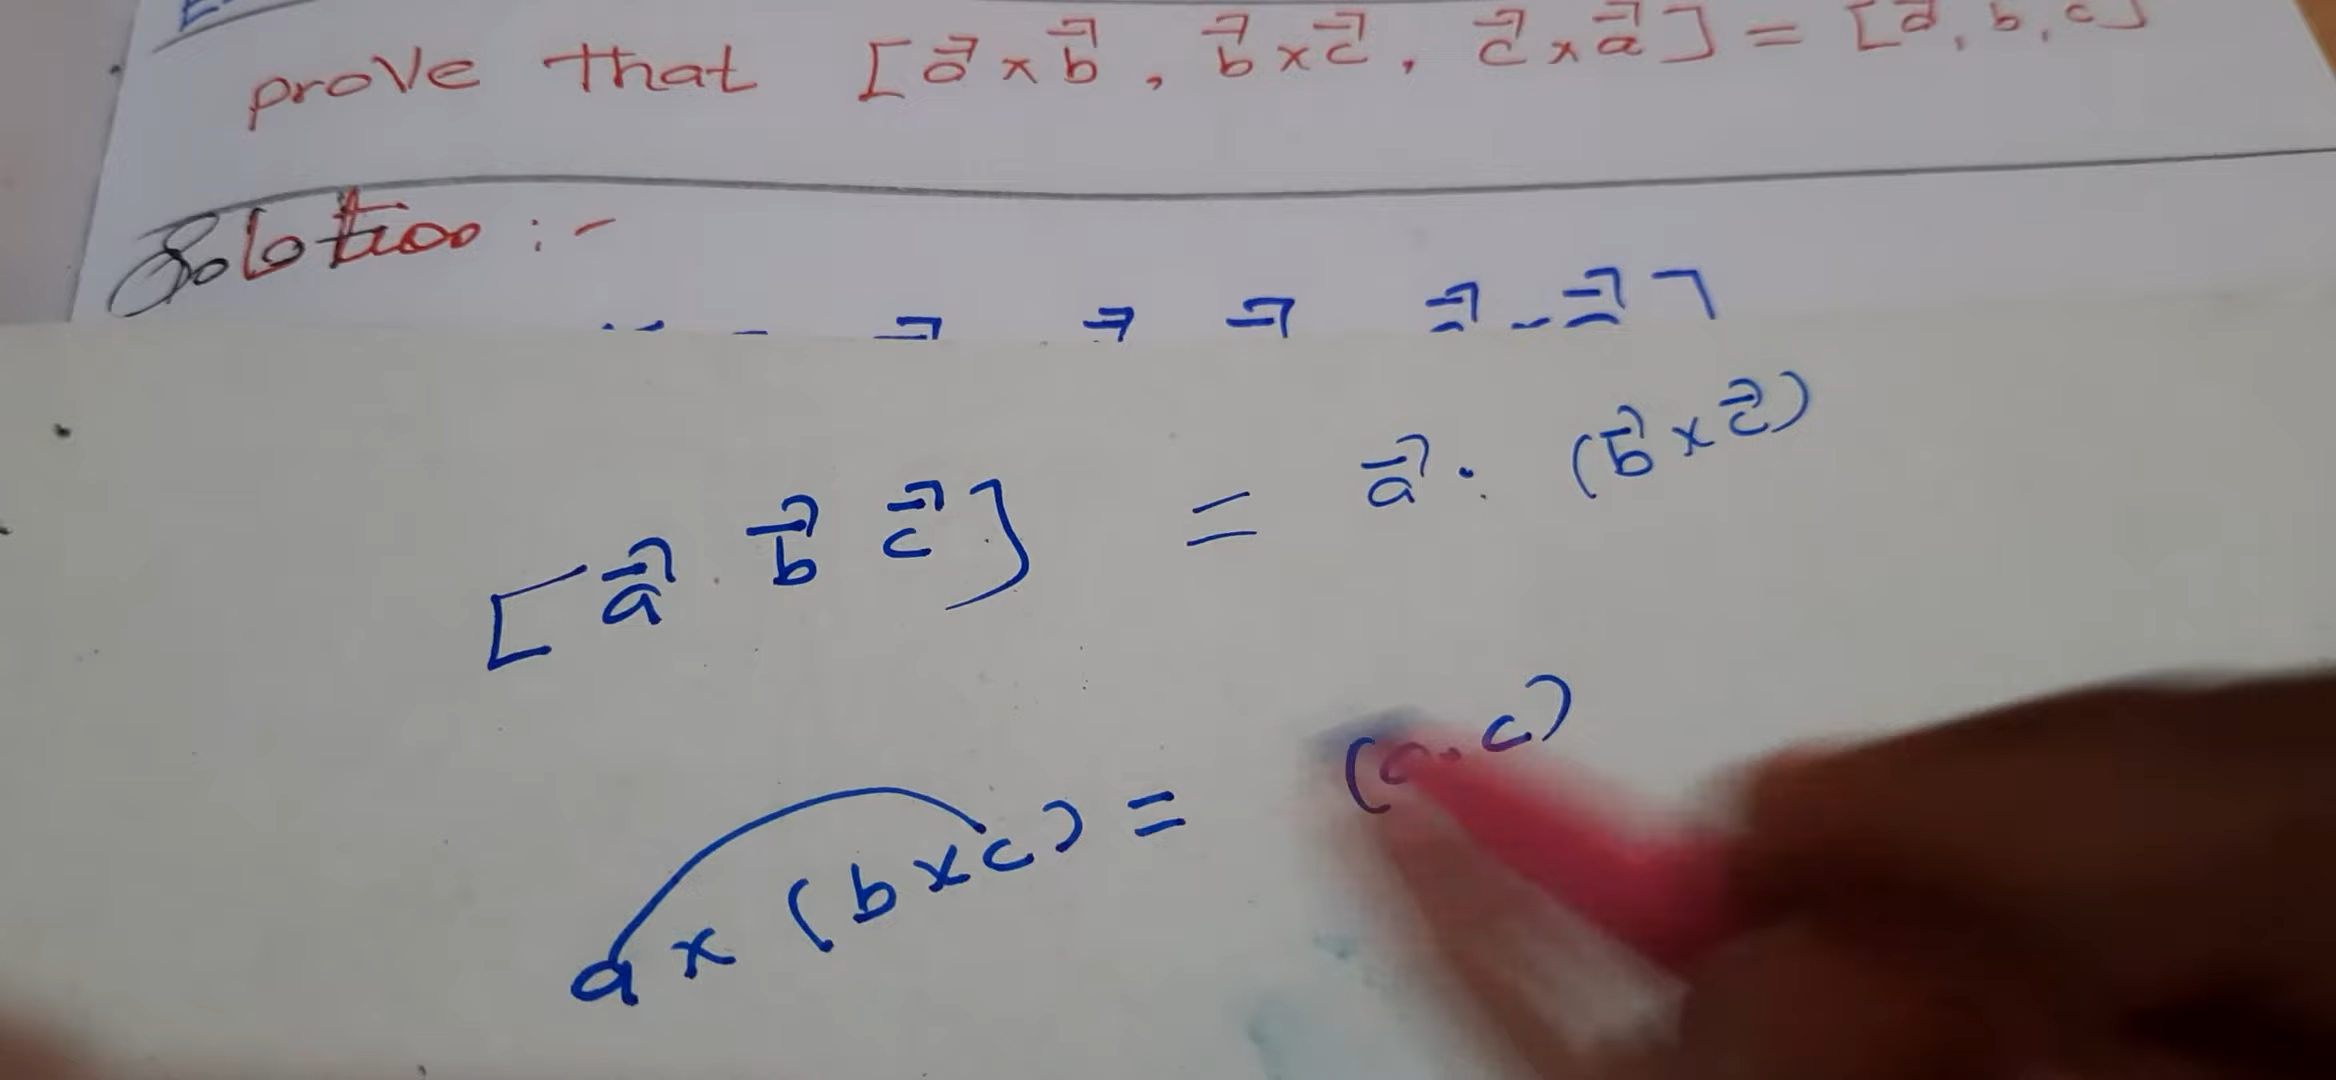 prove that [a⃗ × b⃗ , b⃗ × c⃗ , c⃗ × a⃗] = [a⃗, b, c]
Solution :-
[a⃗ b⃗ c⃗] = a⃗ · (b⃗ × c⃗)
a × (b × c) = (a · c)